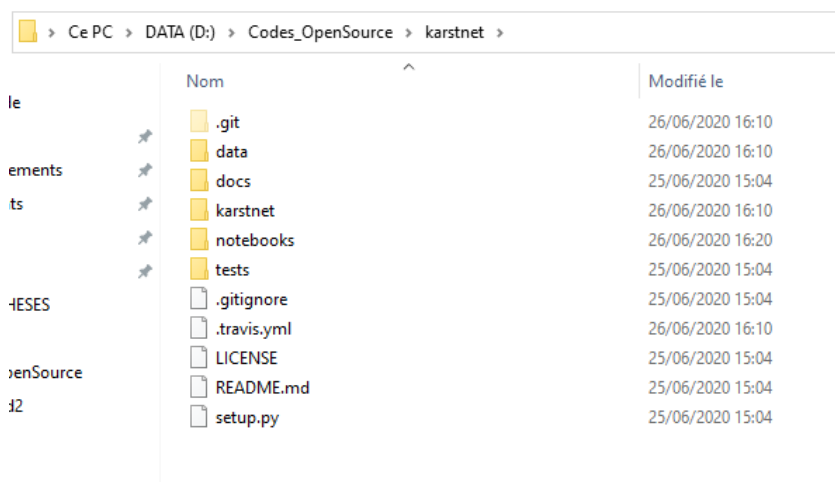 Ce PC > DATA (D:) > Codes_OpenSource > karstnet >
Nom Modifié le
.git 26/06/2020 16:10
data 26/06/2020 16:10
ements
docs 25/06/2020 15:04
karstnet 26/06/2020 16:10
notebooks 26/06/2020 16:20
tests 25/06/2020 15:04
.gitignore 25/06/2020 15:04
HESES
.travis.yml 26/06/2020 16:10
LICENSE 25/06/2020 15:04
penSource
README.md 25/06/2020 15:04
setup.py 25/06/2020 15:04